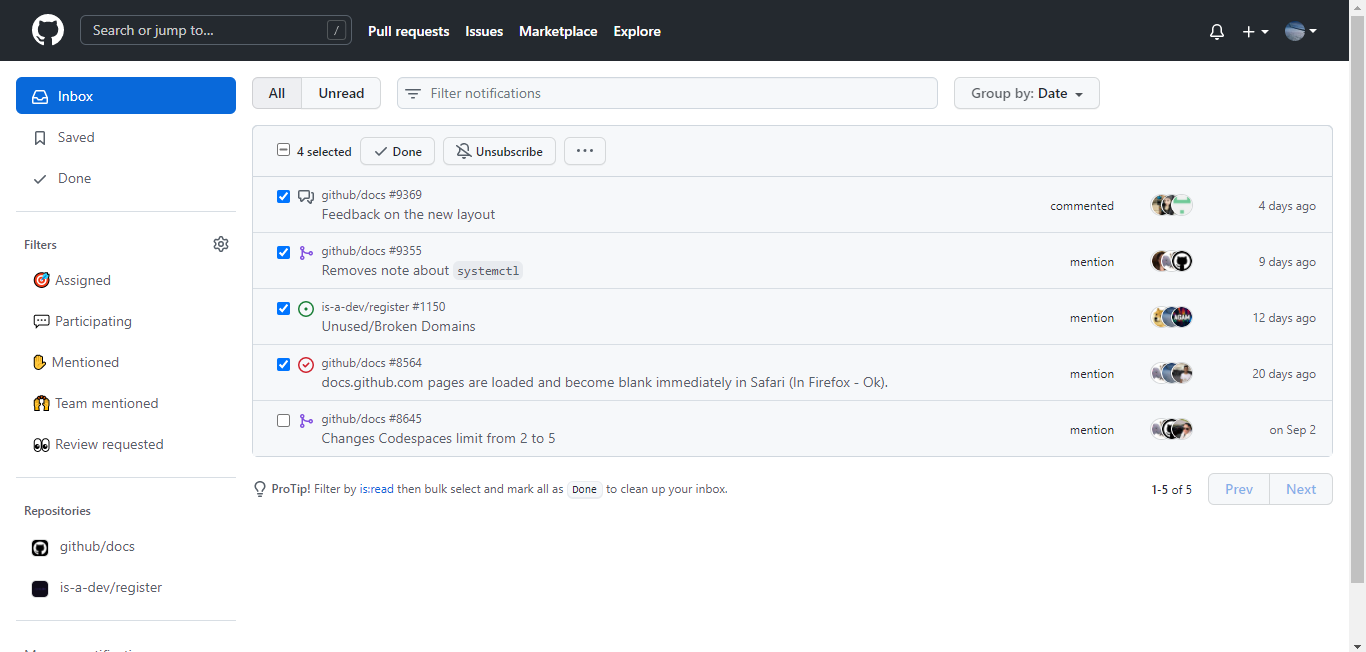 Search or jump to... /
Pull requests
Issues
Marketplace
Explore
Inbox
Saved
Done
Filters
Assigned
Participating
Mentioned
Team mentioned
Review requested
Repositories
github/docs
is-a-dev/register
All
Unread
Filter notifications
Group by: Date
4 selected
Done
Unsubscribe
github/docs #9369
Feedback on the new layout
commented
4 days ago
github/docs #9355
Removes note about systemctl
mention
9 days ago
is-a-dev/register #1150
Unused/Broken Domains
mention
AGAM
12 days ago
github/docs #8564
docs.github.com pages are loaded and become blank immediately in Safari (In Firefox - Ok).
mention
20 days ago
github/docs #8645
Changes Codespaces limit from 2 to 5
mention
on Sep 2
ProTip! Filter by is:read then bulk select and mark all as Done to clean up your inbox.
1-5 of 5
Prev
Next